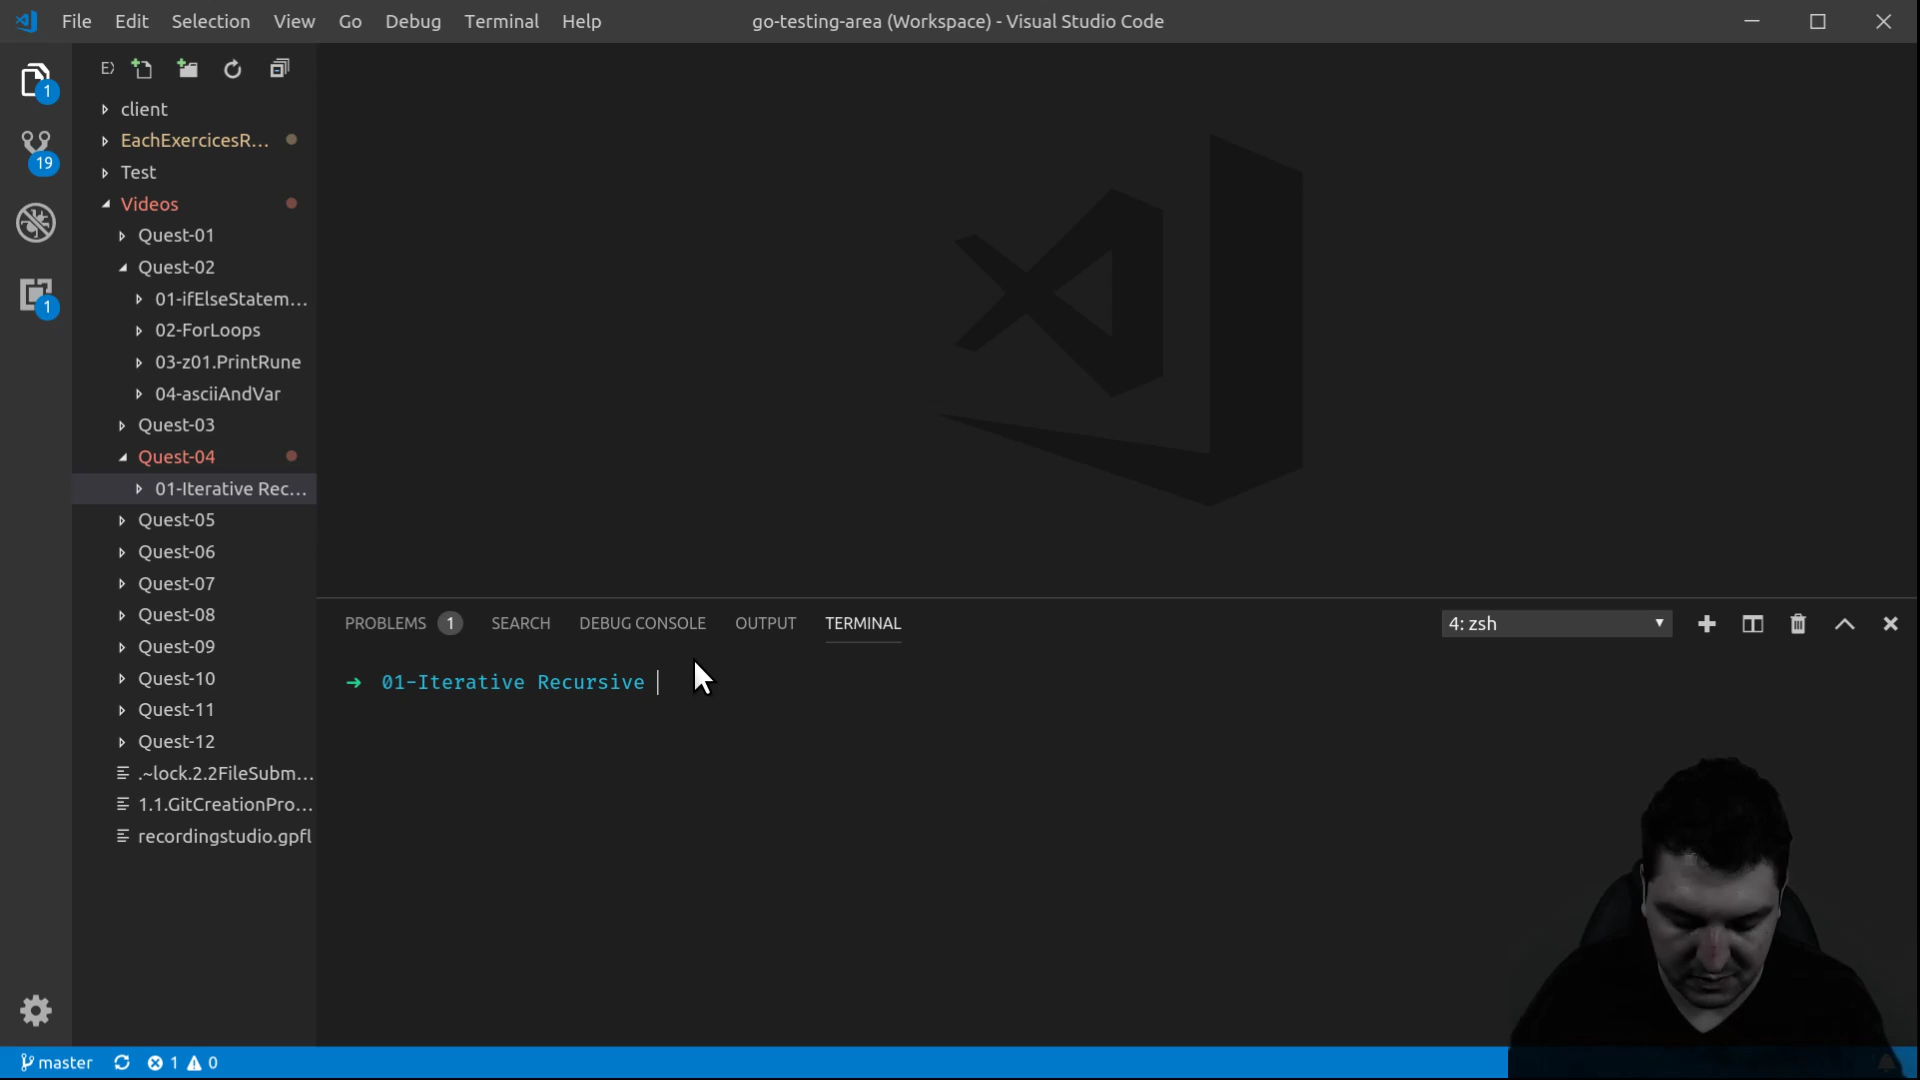 File Edit Selection View Go Debug Terminal Help
go-testing-area (Workspace) - Visual Studio Code
1
19
1
client
EachExercicesR...
Test
Videos
Quest-01
Quest-02
01-ifElseStatem...
02-ForLoops
03-z01.PrintRune
04-asciiAndVar
Quest-03
Quest-04
01-Iterative Rec...
Quest-05
Quest-06
Quest-07
Quest-08
Quest-09
Quest-10
Quest-11
Quest-12
.~lock.2.2FileSubm...
1.1.GitCreationPro...
recordingstudio.gpfl
PROBLEMS 1 SEARCH DEBUG CONSOLE OUTPUT TERMINAL
4: zsh
➜ 01-Iterative Recursive
master 1 0